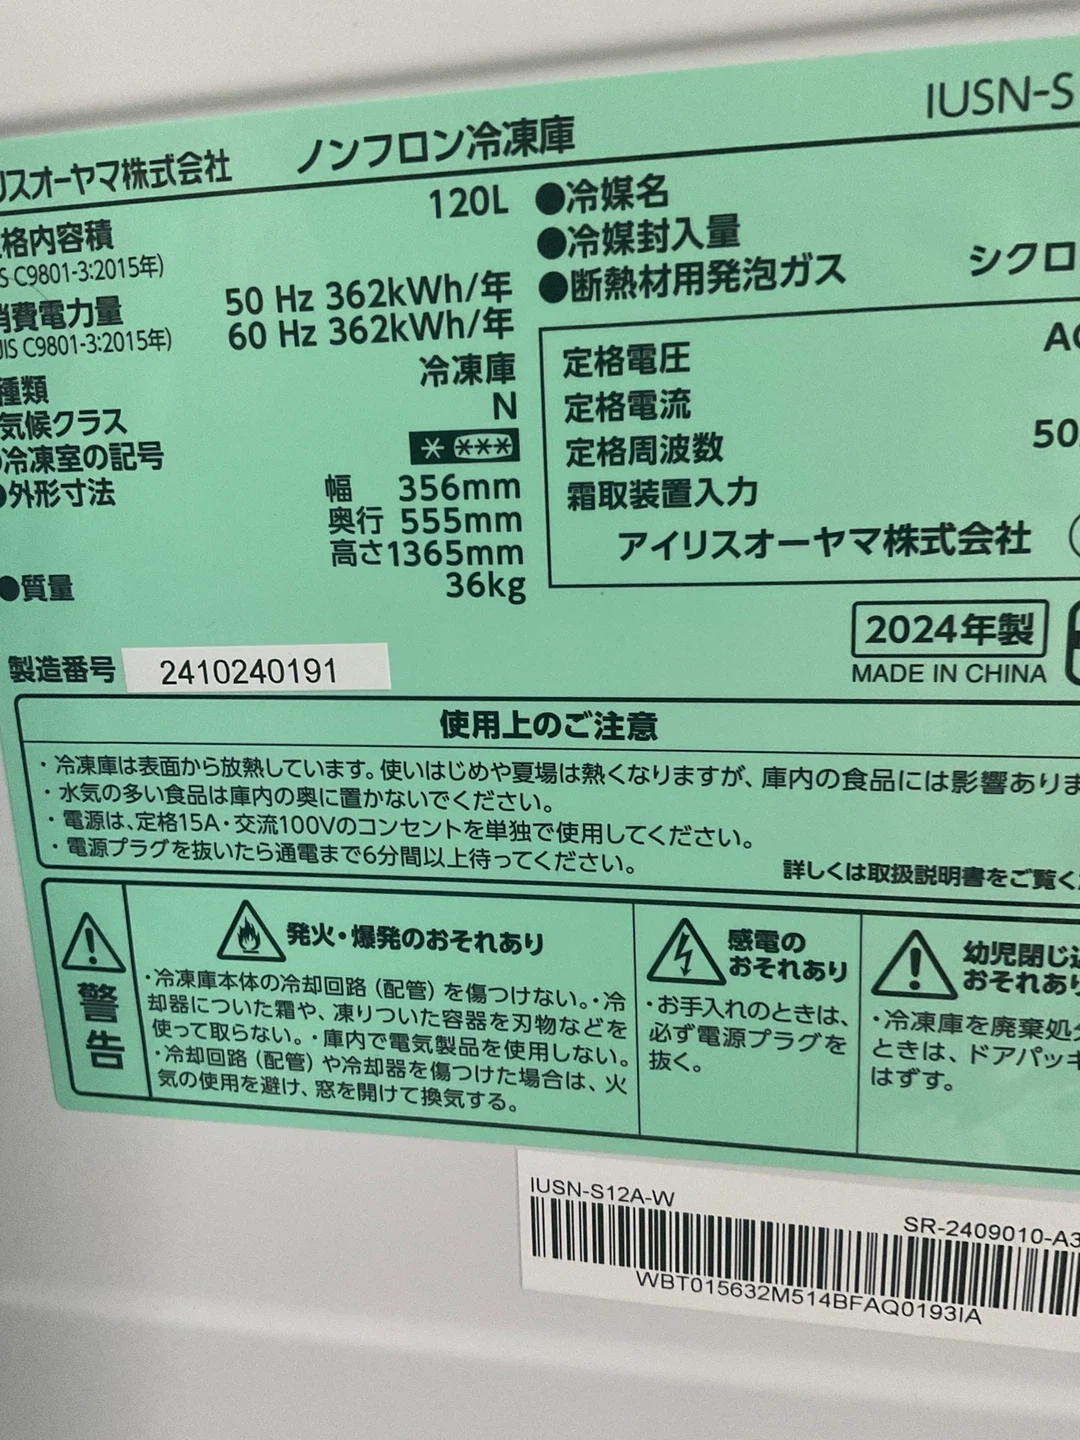 リスオーヤマ株式会社 ノンフロン冷凍庫 IUSN-S
格内容積 120L
S C9801-3:2015年)
消費電力量 50 Hz 362kWh/年
JIS C9801-3:2015年) 60 Hz 362kWh/年
種類 冷凍庫
気候クラス N
冷凍室の記号 * ***
●外形寸法 幅 356mm
奥行 555mm
高さ1365mm
●質量 36kg
●冷媒名
●冷媒封入量
●断熱材用発泡ガス シクロ
定格電圧 AC
定格電流
定格周波数 50
霜取装置入力
アイリスオーヤマ株式会社
2024年製
MADE IN CHINA
製造番号 2410240191
使用上のご注意
・冷凍庫は表面から放熱しています。使いはじめや夏場は熱くなりますが、庫内の食品には影響ありま
・水気の多い食品は庫内の奥に置かないでください。
・電源は、定格15A・交流100Vのコンセントを単独で使用してください。
・電源プラグを抜いたら通電まで6分間以上待ってください。
詳しくは取扱説明書をご覧くだ
警告
発火・爆発のおそれあり
・冷凍庫本体の冷却回路(配管)を傷つけない。・冷
却器についた霜や、凍りついた容器を刃物などを
使って取らない。・庫内で電気製品を使用しない。
・冷却回路(配管)や冷却器を傷つけた場合は、火
気の使用を避け、窓を開けて換気する。
感電の
おそれあり
・お手入れのときは、
必ず電源プラグを
抜く。
幼児閉じ込
おそれあり
・冷凍庫を廃棄処分
ときは、ドアパッキ
はずす。
IUSN-S12A-W
SR-2409010-A3
WBT015632M514BFAQ0193IA